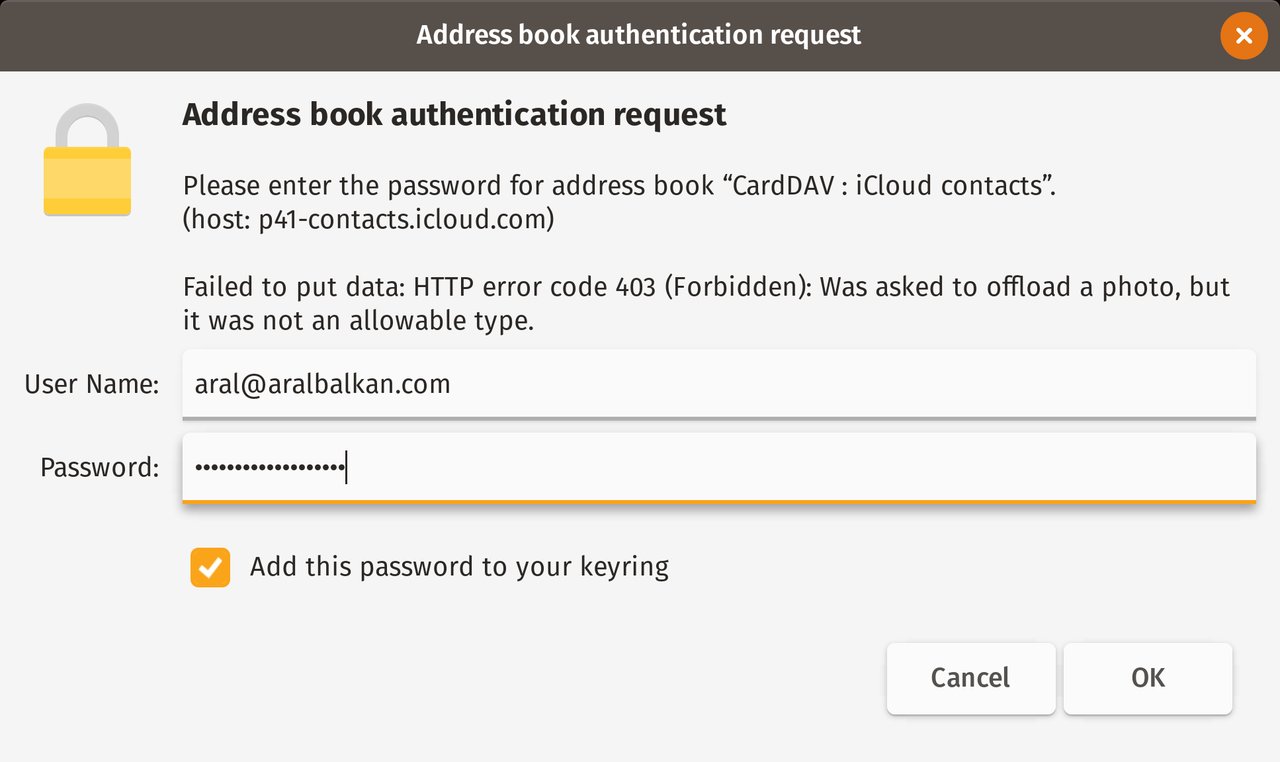 Address book authentication request
Address book authentication request
Please enter the password for address book “CardDAV : iCloud contacts”.
(host: p41-contacts.icloud.com)
Failed to put data: HTTP error code 403 (Forbidden): Was asked to offload a photo, but
it was not an allowable type.
User Name: aral@aralbalkan.com
Password: •••••••••••••••••••
Add this password to your keyring
Cancel OK